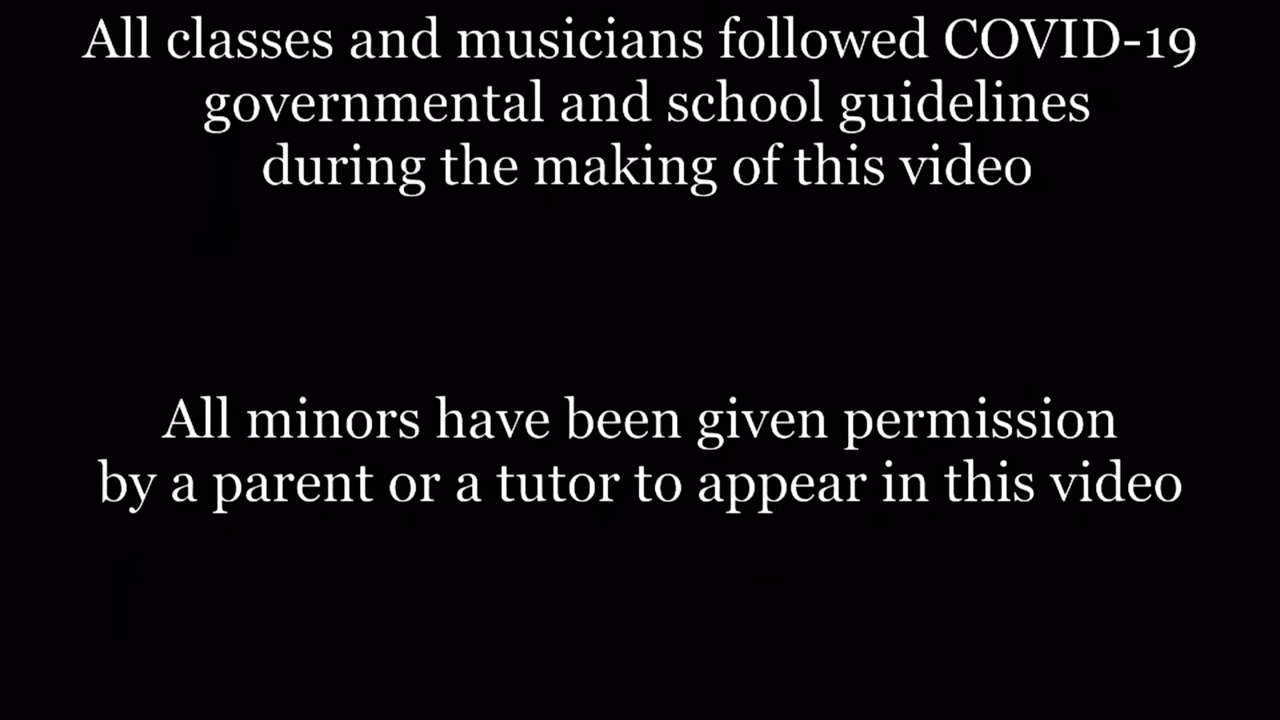 All classes and musicians followed COVID-19
governmental and school guidelines
during the making of this video
All minors have been given permission
by a parent or a tutor to appear in this video